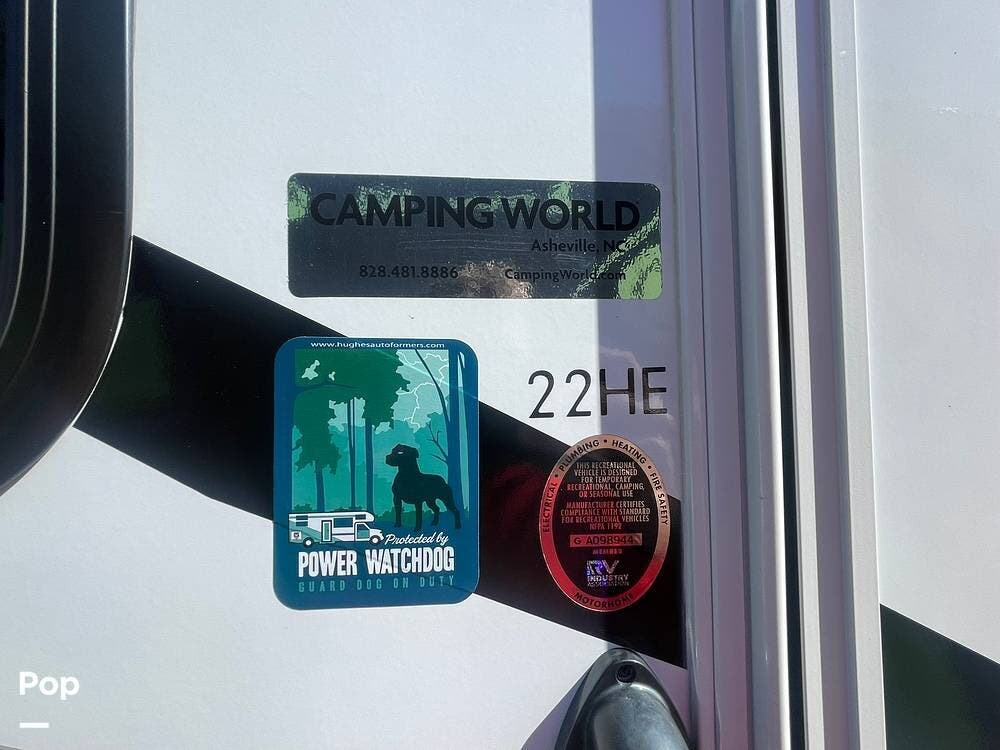 CAMPING WORLD
Asheville, NC
828.481.8886 CampingWorld.com
www.hughesautoformers.com
Protected by
POWER WATCHDOG
GUARD DOG ON DUTY
22HE
ELECTRICAL • PLUMBING • HEATING • FIRE SAFETY
THIS RECREATIONAL
VEHICLE IS DESIGNED
FOR TEMPORARY
RECREATIONAL, CAMPING,
OR SEASONAL USE
MANUFACTURER CERTIFIES
COMPLIANCE WITH STANDARD
FOR RECREATIONAL VEHICLES
NFPA 1192
G A098944
MEMBER
RV
INDUSTRY
ASSOCIATION
MOTORHOME
Pop